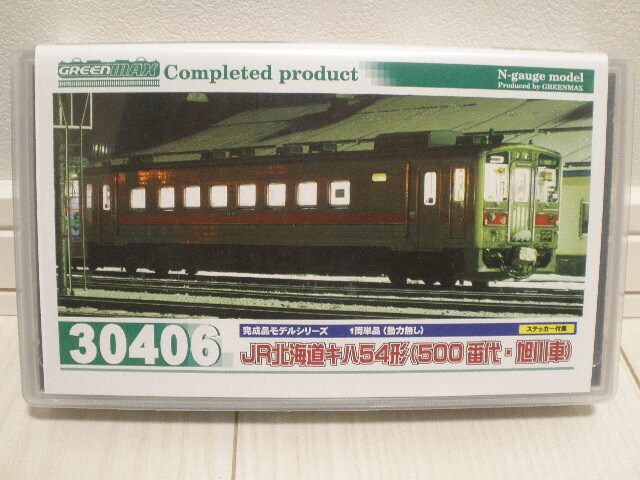 GREENMAX Completed product
N-gauge model
Produced by GREENMAX
30406
完成品モデルシリーズ 1両単品(動力無し)
ステッカー付属
JR北海道キハ54形(500番代・旭川車)